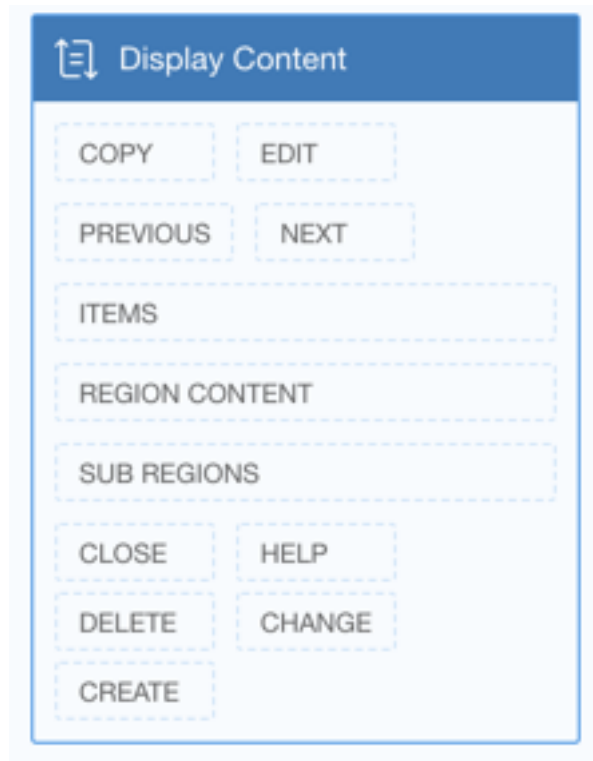 Display Content
COPY EDIT
PREVIOUS NEXT
ITEMS
REGION CONTENT
SUB REGIONS
CLOSE HELP
DELETE CHANGE
CREATE